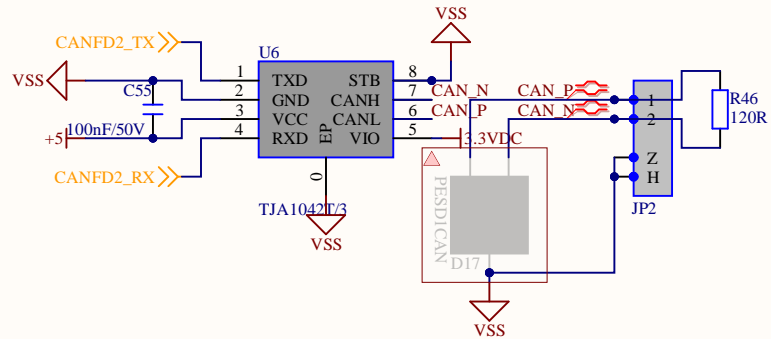 VSS
CANFD2_TX
U6
1 TXD STB 8
VSS
C55
2 GND CANH 7 CAN_N CAN_P 1
3 VCC CANL 6 CAN_P CAN_N 2
R46
120R
+5
100nF/50V
4 RXD EP VIO 5 3.3VDC
CANFD2_RX
Z
H
0
PESD1CAN
TJA1042T/3
JP2
VSS
D17
VSS